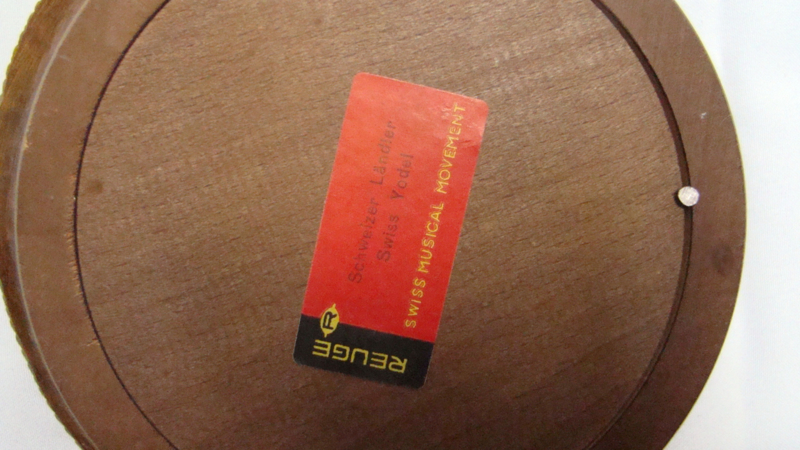 REUGE
R
Schweizer Ländler
Swiss Yodel
SWISS MUSICAL MOVEMENT